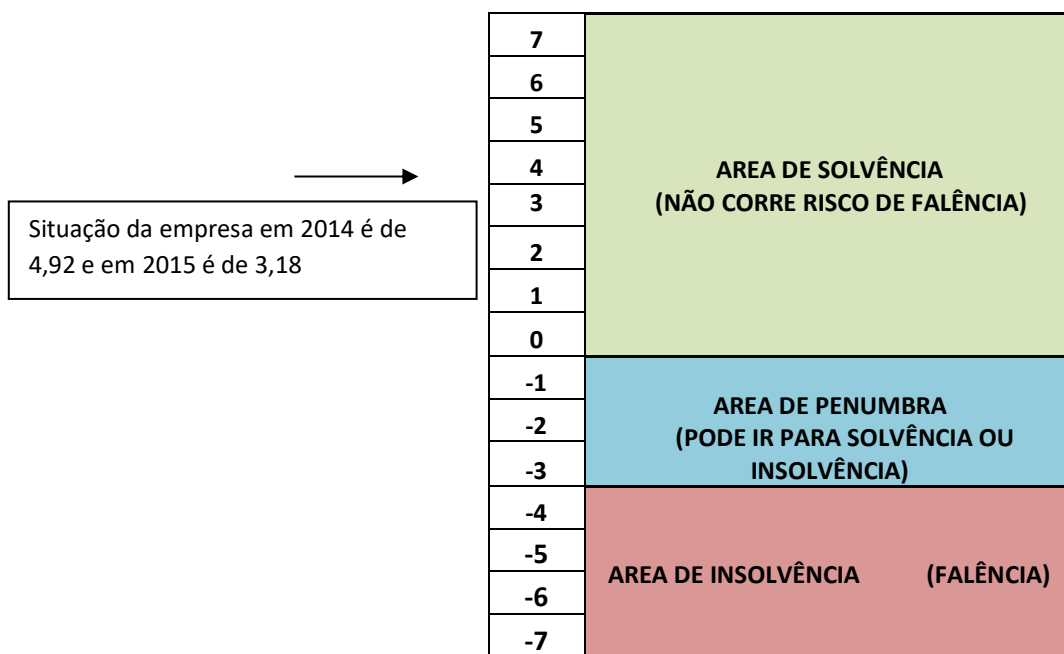 7
6
5
4
3
2
1
0
-1
-2
-3
-4
-5
-6
-7
AREA DE SOLVÊNCIA
(NÃO CORRE RISCO DE FALÊNCIA)
Situação da empresa em 2014 é de
4,92 e em 2015 é de 3,18
AREA DE PENUMBRA
(PODE IR PARA SOLVÊNCIA OU
INSOLVÊNCIA)
AREA DE INSOLVÊNCIA (FALÊNCIA)